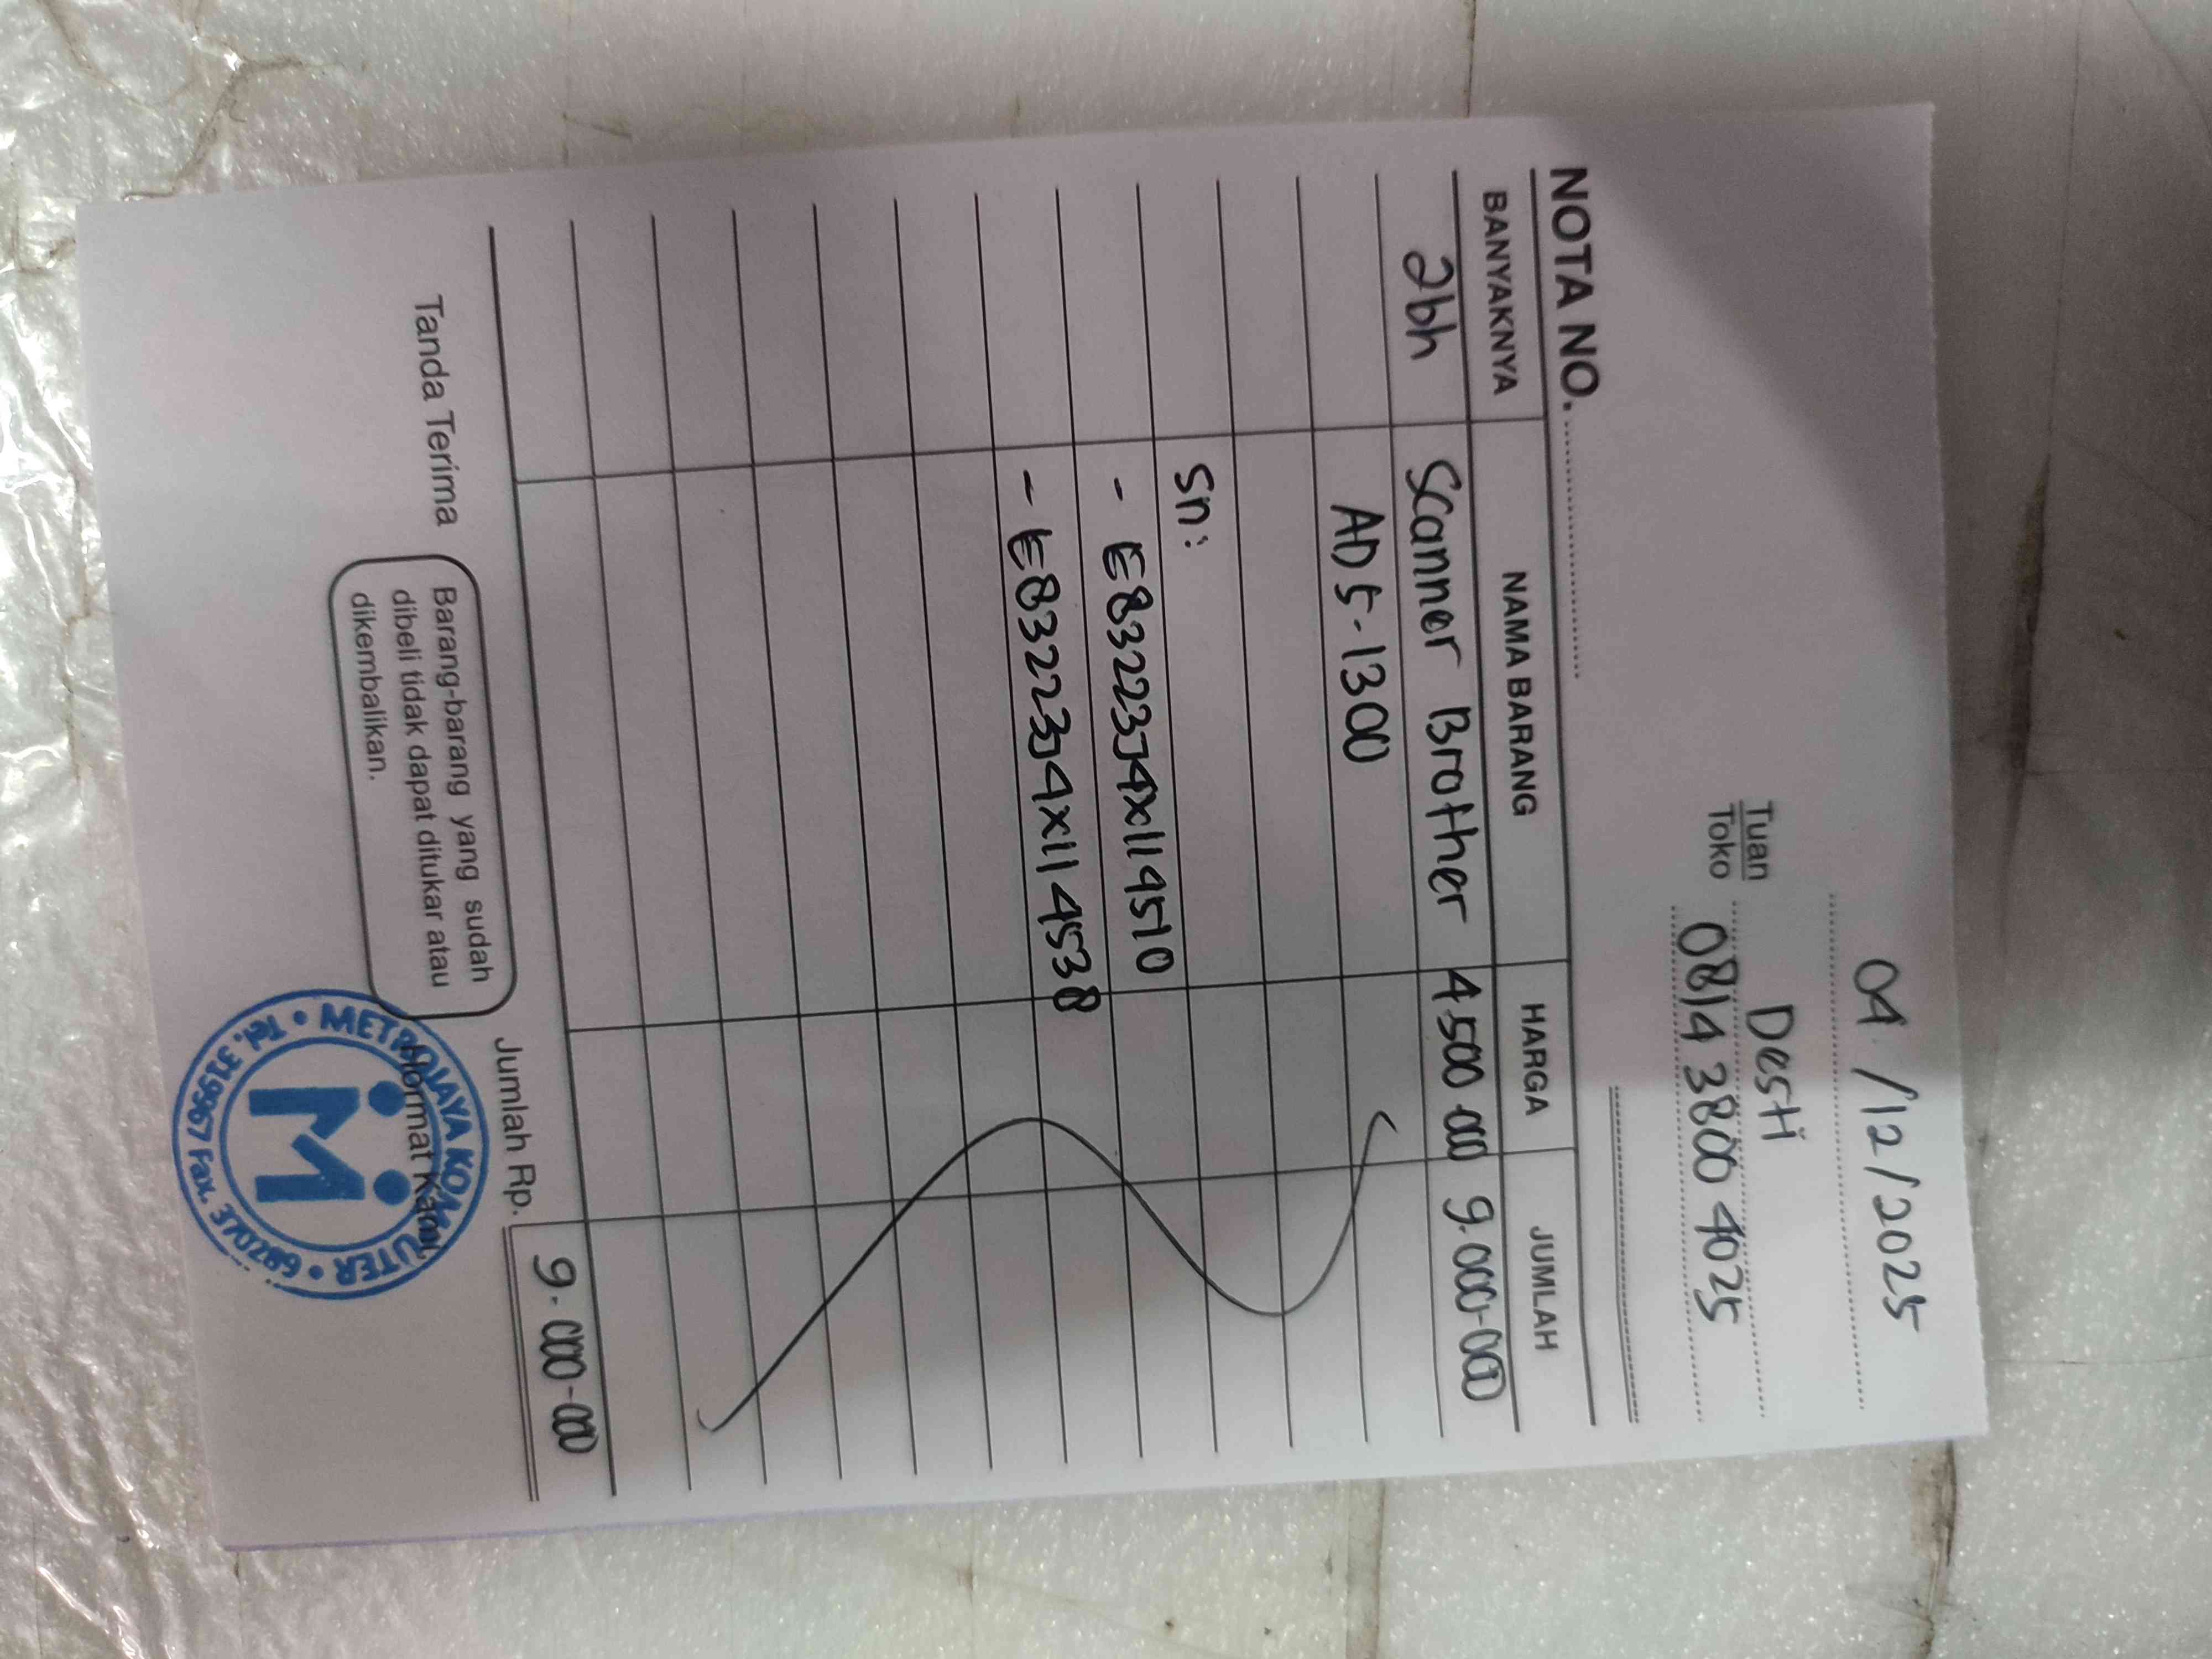 04/12/2025
Tuan Desti
Toko 0814 3800 4025
NOTA NO.
BANYAKNYA NAMA BARANG HARGA JUMLAH
2bh Scanner Brother 4 500 000 9.000-000
ADS-1300
Sn:
- E83223J4X114510
- E83223J4X114538
Jumlah Rp. 9.000-000
Tanda Terima
Barang-barang yang sudah
dibeli tidak dapat ditukar atau
dikembalikan.
Hormat Kami,
METROJAYA KOMPUTER
Tel. 319967 Fax.